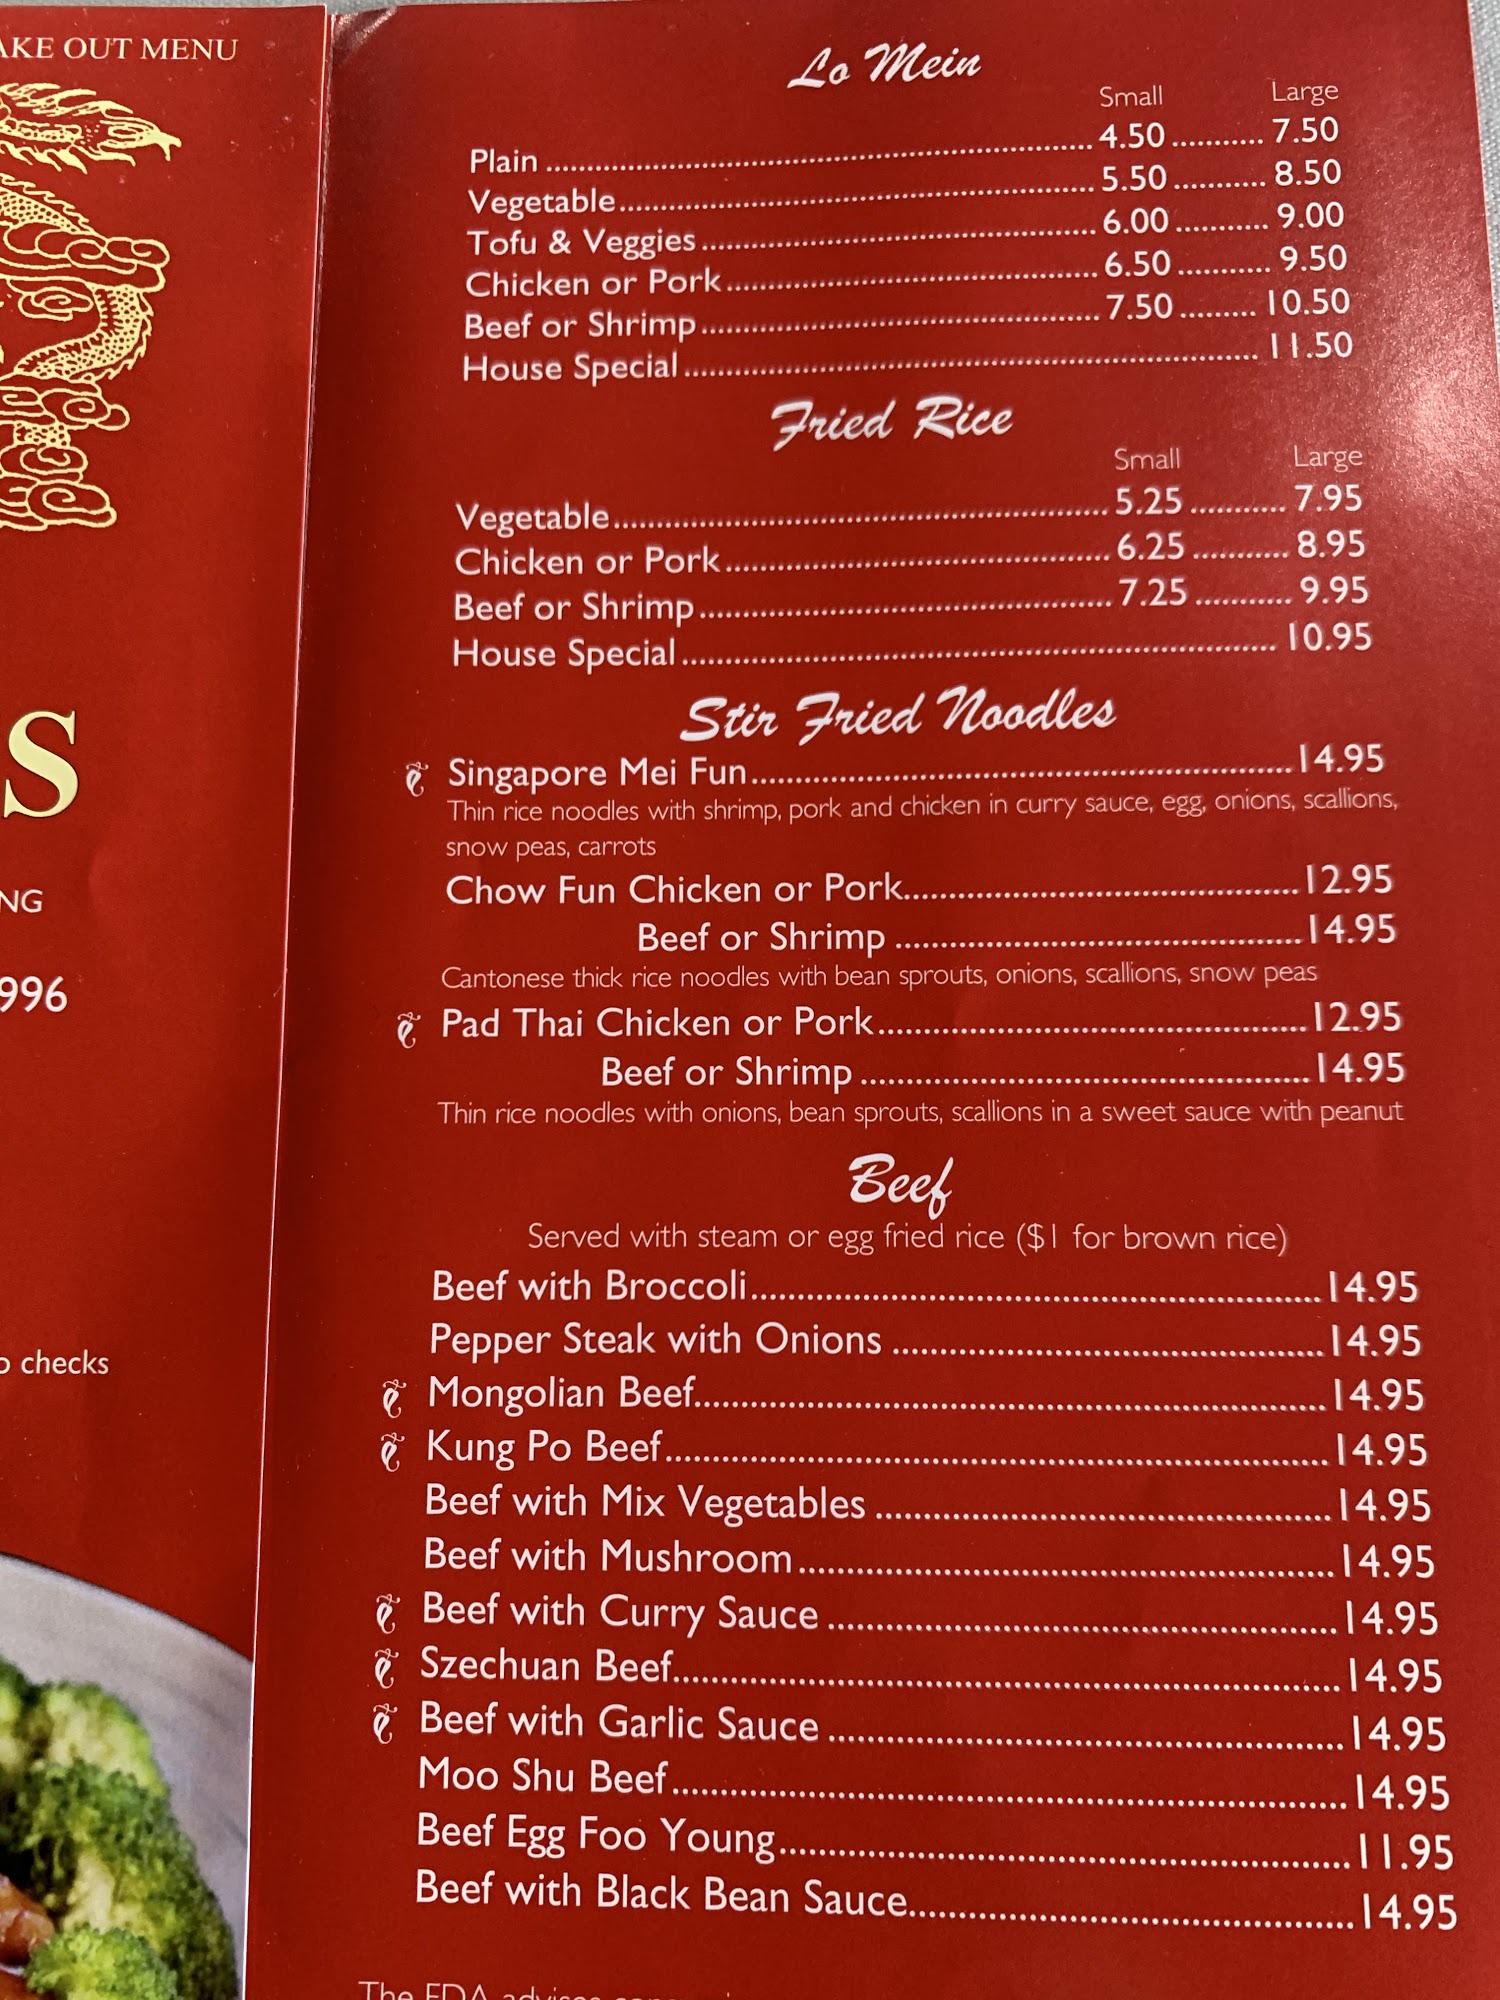 OUT MENU
S
996
checks
Lo Mein
Small Large
Plain 4.50 7.50
Vegetable 5.50 8.50
Tofu & Veggies 6.00 9.00
Chicken or Pork 6.50 9.50
Beef or Shrimp 7.50 10.50
House Special 11.50
Fried Rice
Small Large
Vegetable 5.25 7.95
Chicken or Pork 6.25 8.95
Beef or Shrimp 7.25 9.95
House Special 10.95
Stir Fried Noodles
Singapore Mei Fun 14.95
Thin rice noodles with shrimp, pork and chicken in curry sauce, egg, onions, scallions,
snow peas, carrots
Chow Fun Chicken or Pork 12.95
Beef or Shrimp 14.95
Cantonese thick rice noodles with bean sprouts, onions, scallions, snow peas
Pad Thai Chicken or Pork 12.95
Beef or Shrimp 14.95
Thin rice noodles with onions, bean sprouts, scallions in a sweet sauce with peanut
Beef
Served with steam or egg fried rice ($1 for brown rice)
Beef with Broccoli 14.95
Pepper Steak with Onions 14.95
Mongolian Beef 14.95
Kung Po Beef 14.95
Beef with Mix Vegetables 14.95
Beef with Mushroom 14.95
Beef with Curry Sauce 14.95
Szechuan Beef 14.95
Beef with Garlic Sauce 14.95
Moo Shu Beef 14.95
Beef Egg Foo Young 11.95
Beef with Black Bean Sauce 14.95
The FDA advises